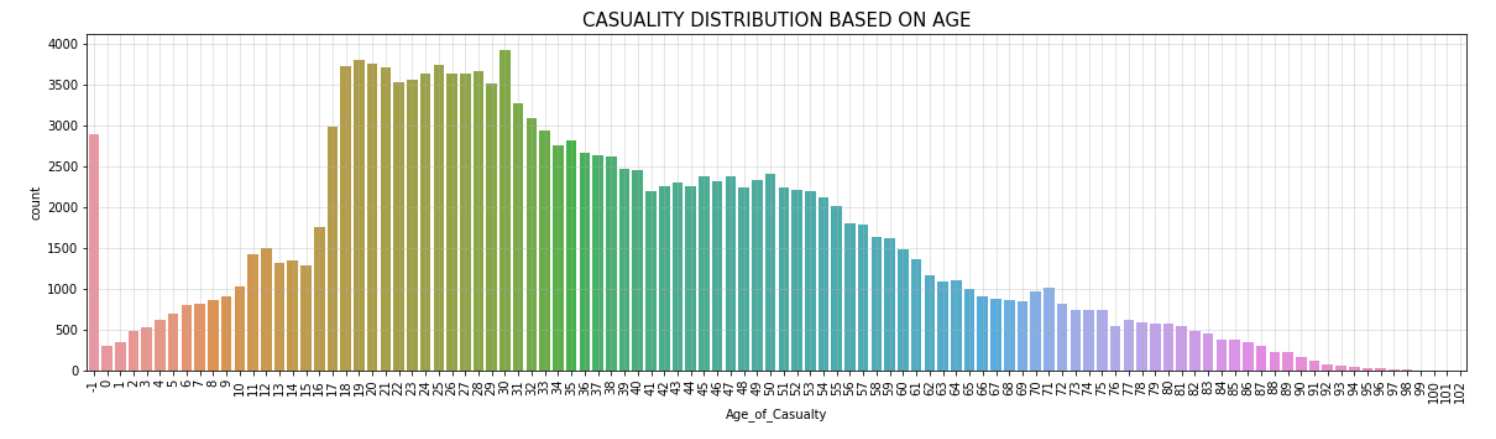 CASUALITY DISTRIBUTION BASED ON AGE
4000
3500
3000
2500
2000
1500
1000
500
0
count
-1 0 1 2 3 4 5 6 7 8 9 10 11 12 13 14 15 16 17 18 19 20 21 22 23 24 25 26 27 28 29 30 31 32 33 34 35 36 37 38 39 40 41 42 43 44 45 46 47 48 49 50 51 52 53 54 55 56 57 58 59 60 61 62 63 64 65 66 67 68 69 70 71 72 73 74 75 76 77 78 79 80 81 82 83 84 85 86 87 88 89 90 91 92 93 94 95 96 97 98 99 100 101 102
Age_of_Casualty